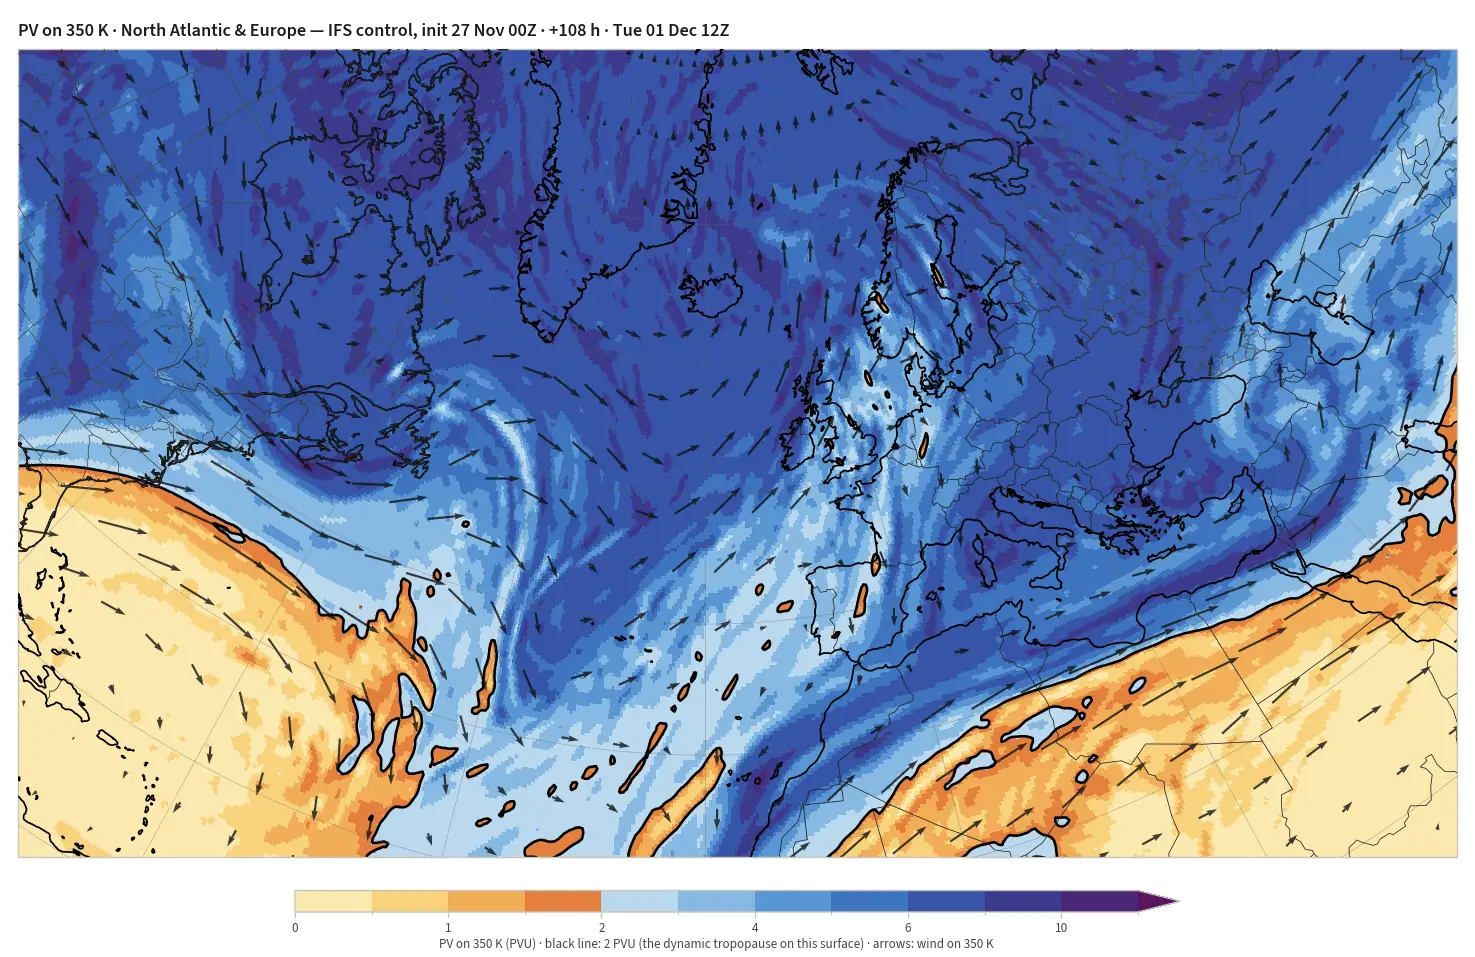 PV on 350 K · North Atlantic & Europe — IFS control, init 27 Nov 00Z · +108 h · Tue 01 Dec 12Z
0 1 2 4 6 10
PV on 350 K (PVU) · black line: 2 PVU (the dynamic tropopause on this surface) · arrows: wind on 350 K